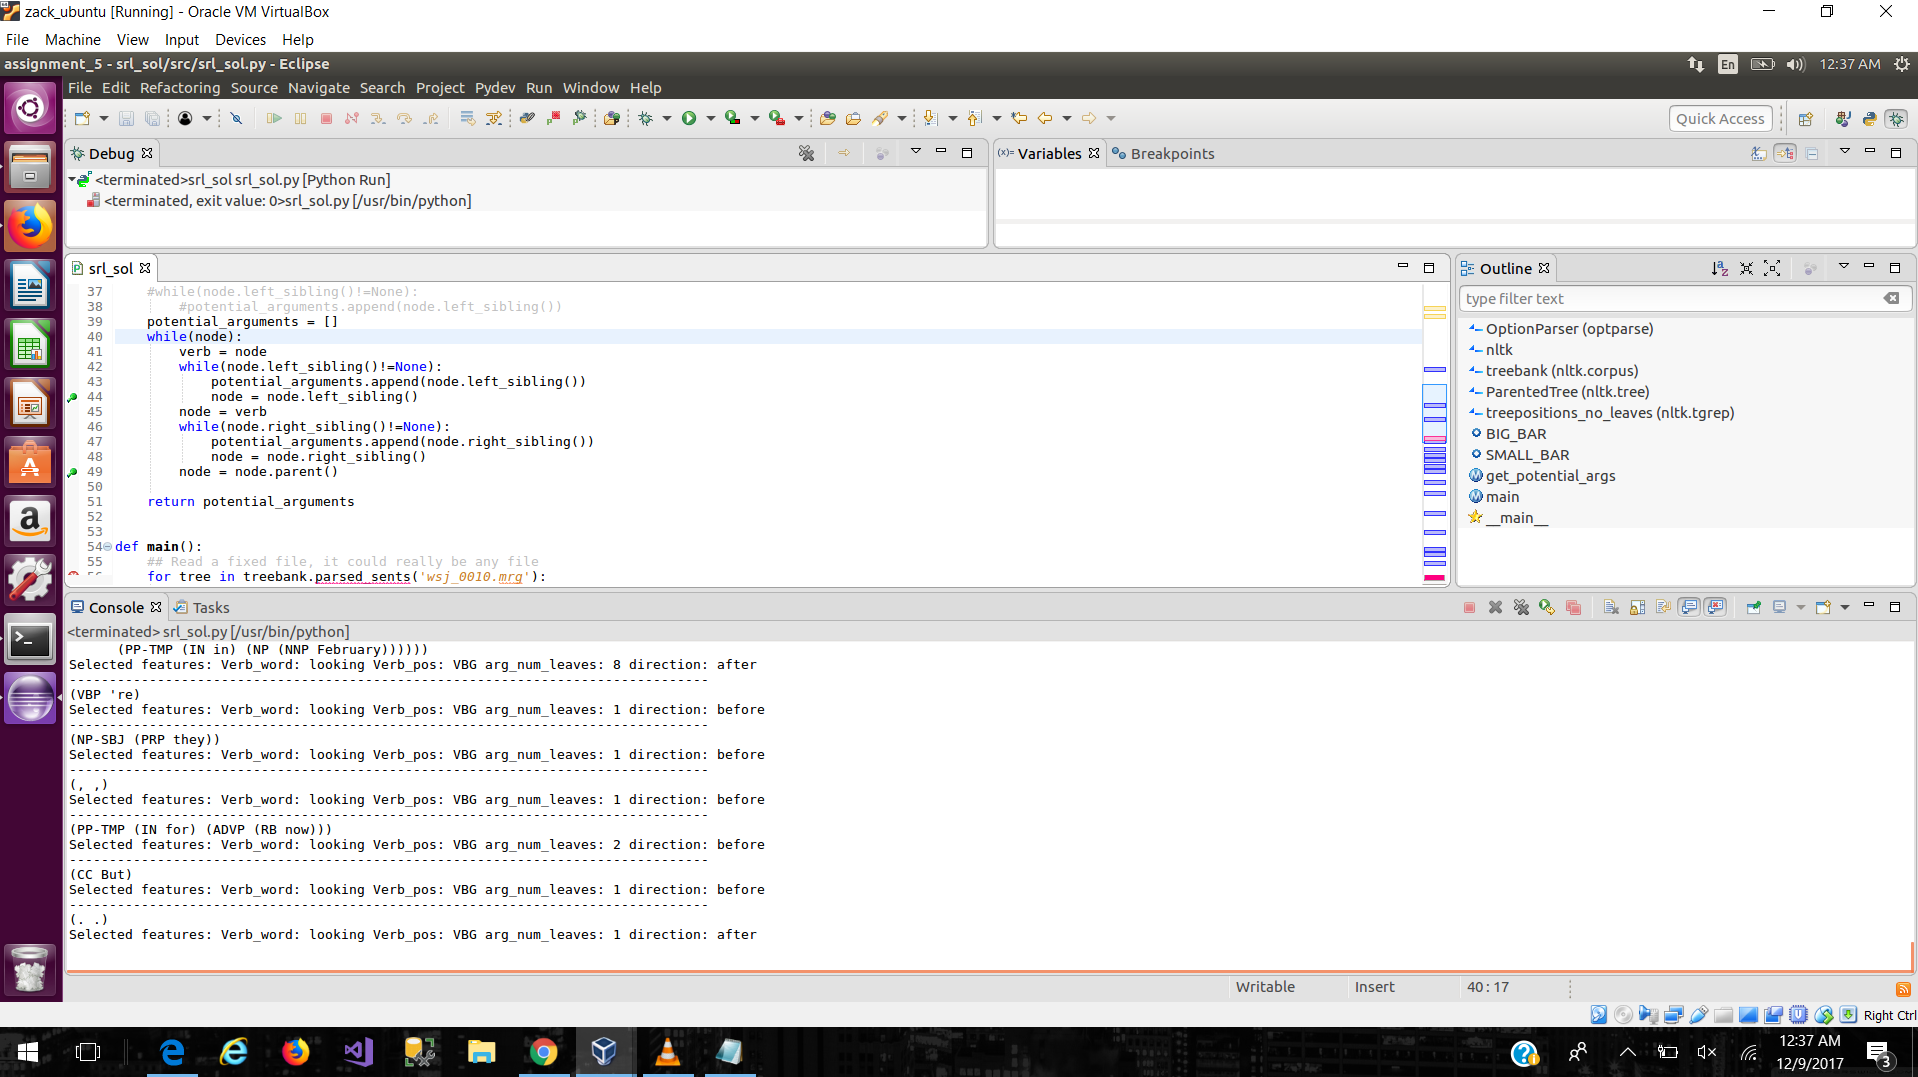 zack_ubuntu [Running] - Oracle VM VirtualBox
File Machine View Input Devices Help
assignment_5 - srl_sol/src/srl_sol.py - Eclipse
En 12:37 AM
File Edit Refactoring Source Navigate Search Project Pydev Run Window Help
Quick Access
Debug
(x)= Variables Breakpoints
<terminated>srl_sol srl_sol.py [Python Run]
<terminated, exit value: 0>srl_sol.py [/usr/bin/python]
srl_sol
37 #while(node.left_sibling()!=None):
38 #potential_arguments.append(node.left_sibling())
39 potential_arguments = []
40 while(node):
41 verb = node
42 while(node.left_sibling()!=None):
43 potential_arguments.append(node.left_sibling())
44 node = node.left_sibling()
45 node = verb
46 while(node.right_sibling()!=None):
47 potential_arguments.append(node.right_sibling())
48 node = node.right_sibling()
49 node = node.parent()
50
51 return potential_arguments
52
53
54 def main():
55 ## Read a fixed file, it could really be any file
for tree in treebank.parsed_sents('wsj_0010.mrg'):
Outline
type filter text
OptionParser (optparse)
nltk
treebank (nltk.corpus)
ParentedTree (nltk.tree)
treepositions_no_leaves (nltk.tgrep)
BIG_BAR
SMALL_BAR
get_potential_args
main
__main__
Console Tasks
<terminated> srl_sol.py [/usr/bin/python]
(PP-TMP (IN in) (NP (NNP February))))))
Selected features: Verb_word: looking Verb_pos: VBG arg_num_leaves: 8 direction: after
--------------------------------------------------------------------------------
(VBP 're)
Selected features: Verb_word: looking Verb_pos: VBG arg_num_leaves: 1 direction: before
--------------------------------------------------------------------------------
(NP-SBJ (PRP they))
Selected features: Verb_word: looking Verb_pos: VBG arg_num_leaves: 1 direction: before
--------------------------------------------------------------------------------
(, ,)
Selected features: Verb_word: looking Verb_pos: VBG arg_num_leaves: 1 direction: before
--------------------------------------------------------------------------------
(PP-TMP (IN for) (ADVP (RB now)))
Selected features: Verb_word: looking Verb_pos: VBG arg_num_leaves: 2 direction: before
--------------------------------------------------------------------------------
(CC But)
Selected features: Verb_word: looking Verb_pos: VBG arg_num_leaves: 1 direction: before
--------------------------------------------------------------------------------
(. .)
Selected features: Verb_word: looking Verb_pos: VBG arg_num_leaves: 1 direction: after
Writable Insert 40 : 17
Right Ctrl
12:37 AM
12/9/2017
3